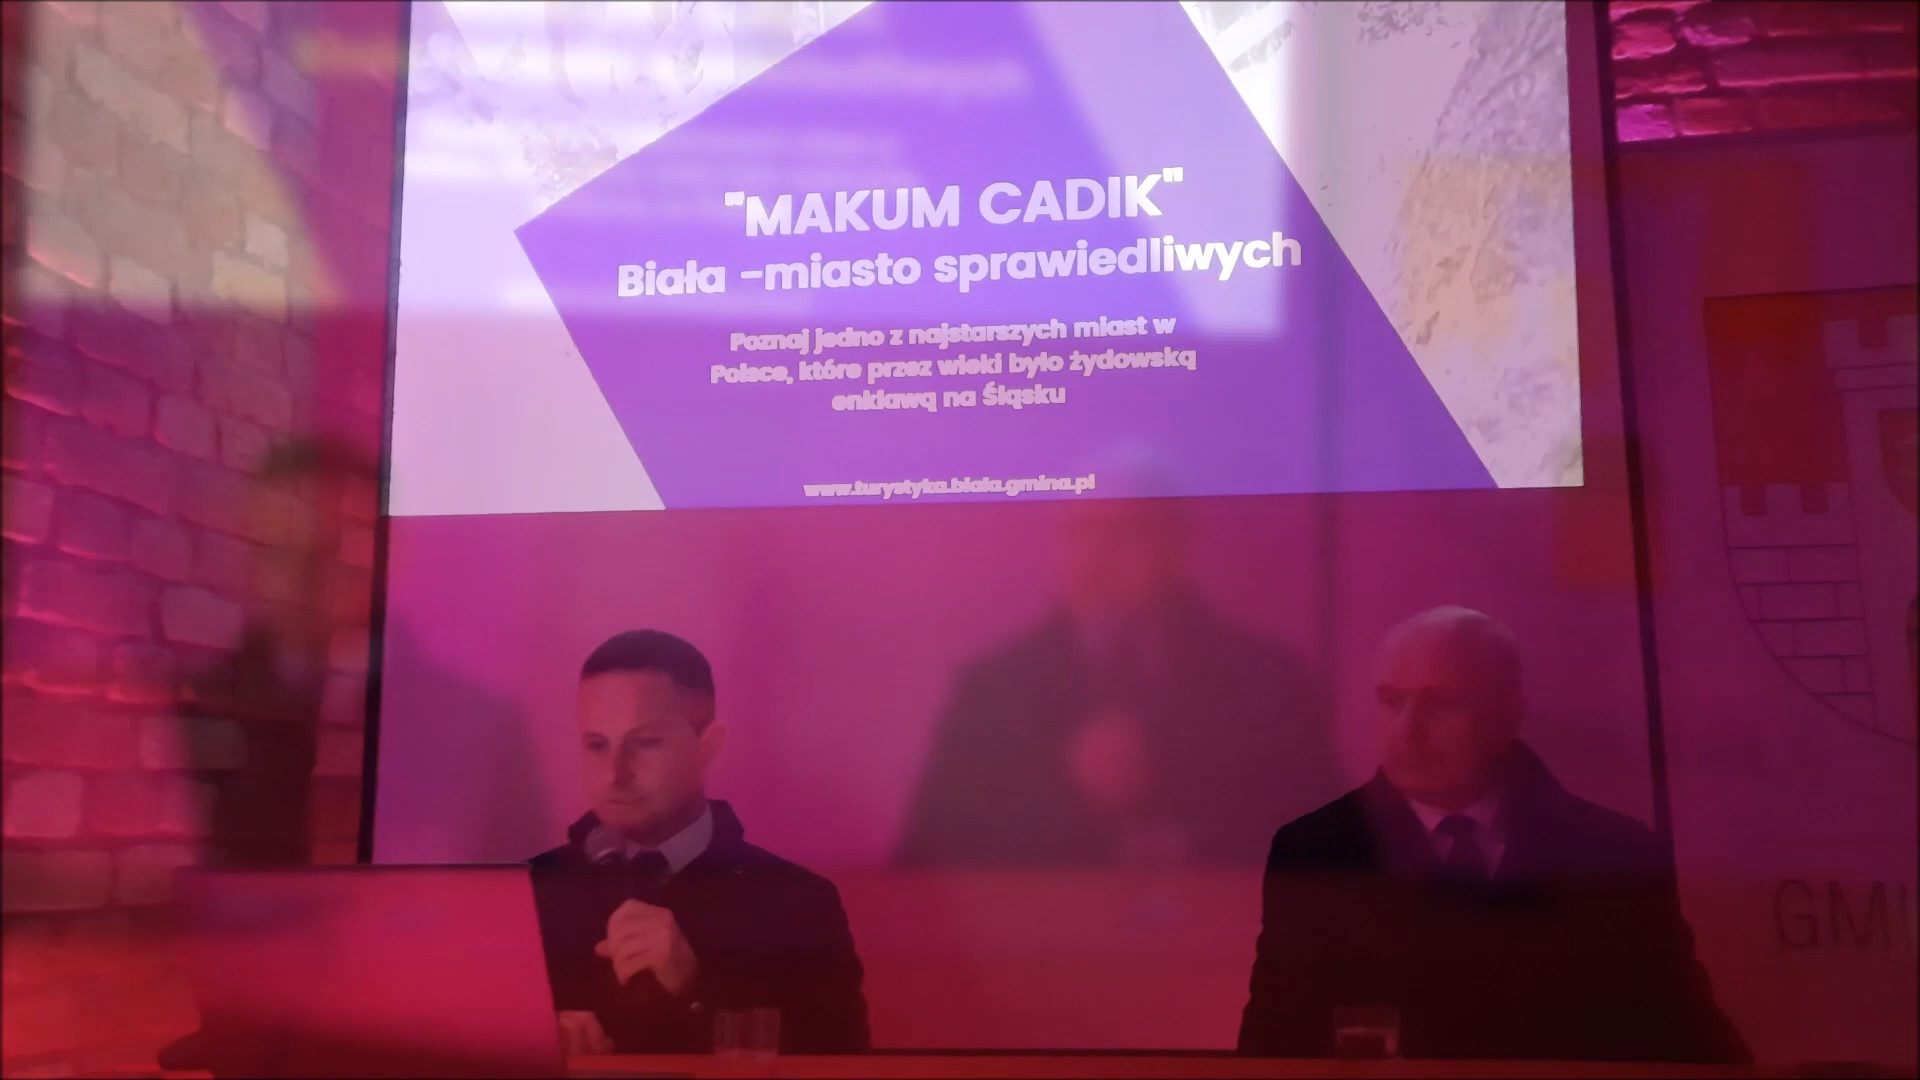 "MAKUM CADIK"
Biała –miasto sprawiedliwych
Poznaj jedno z najstarszych miast w
Polsce, które przez wieki było żydowską
enklawą na Śląsku
www.turystyka.biala.gmina.pl
GMI